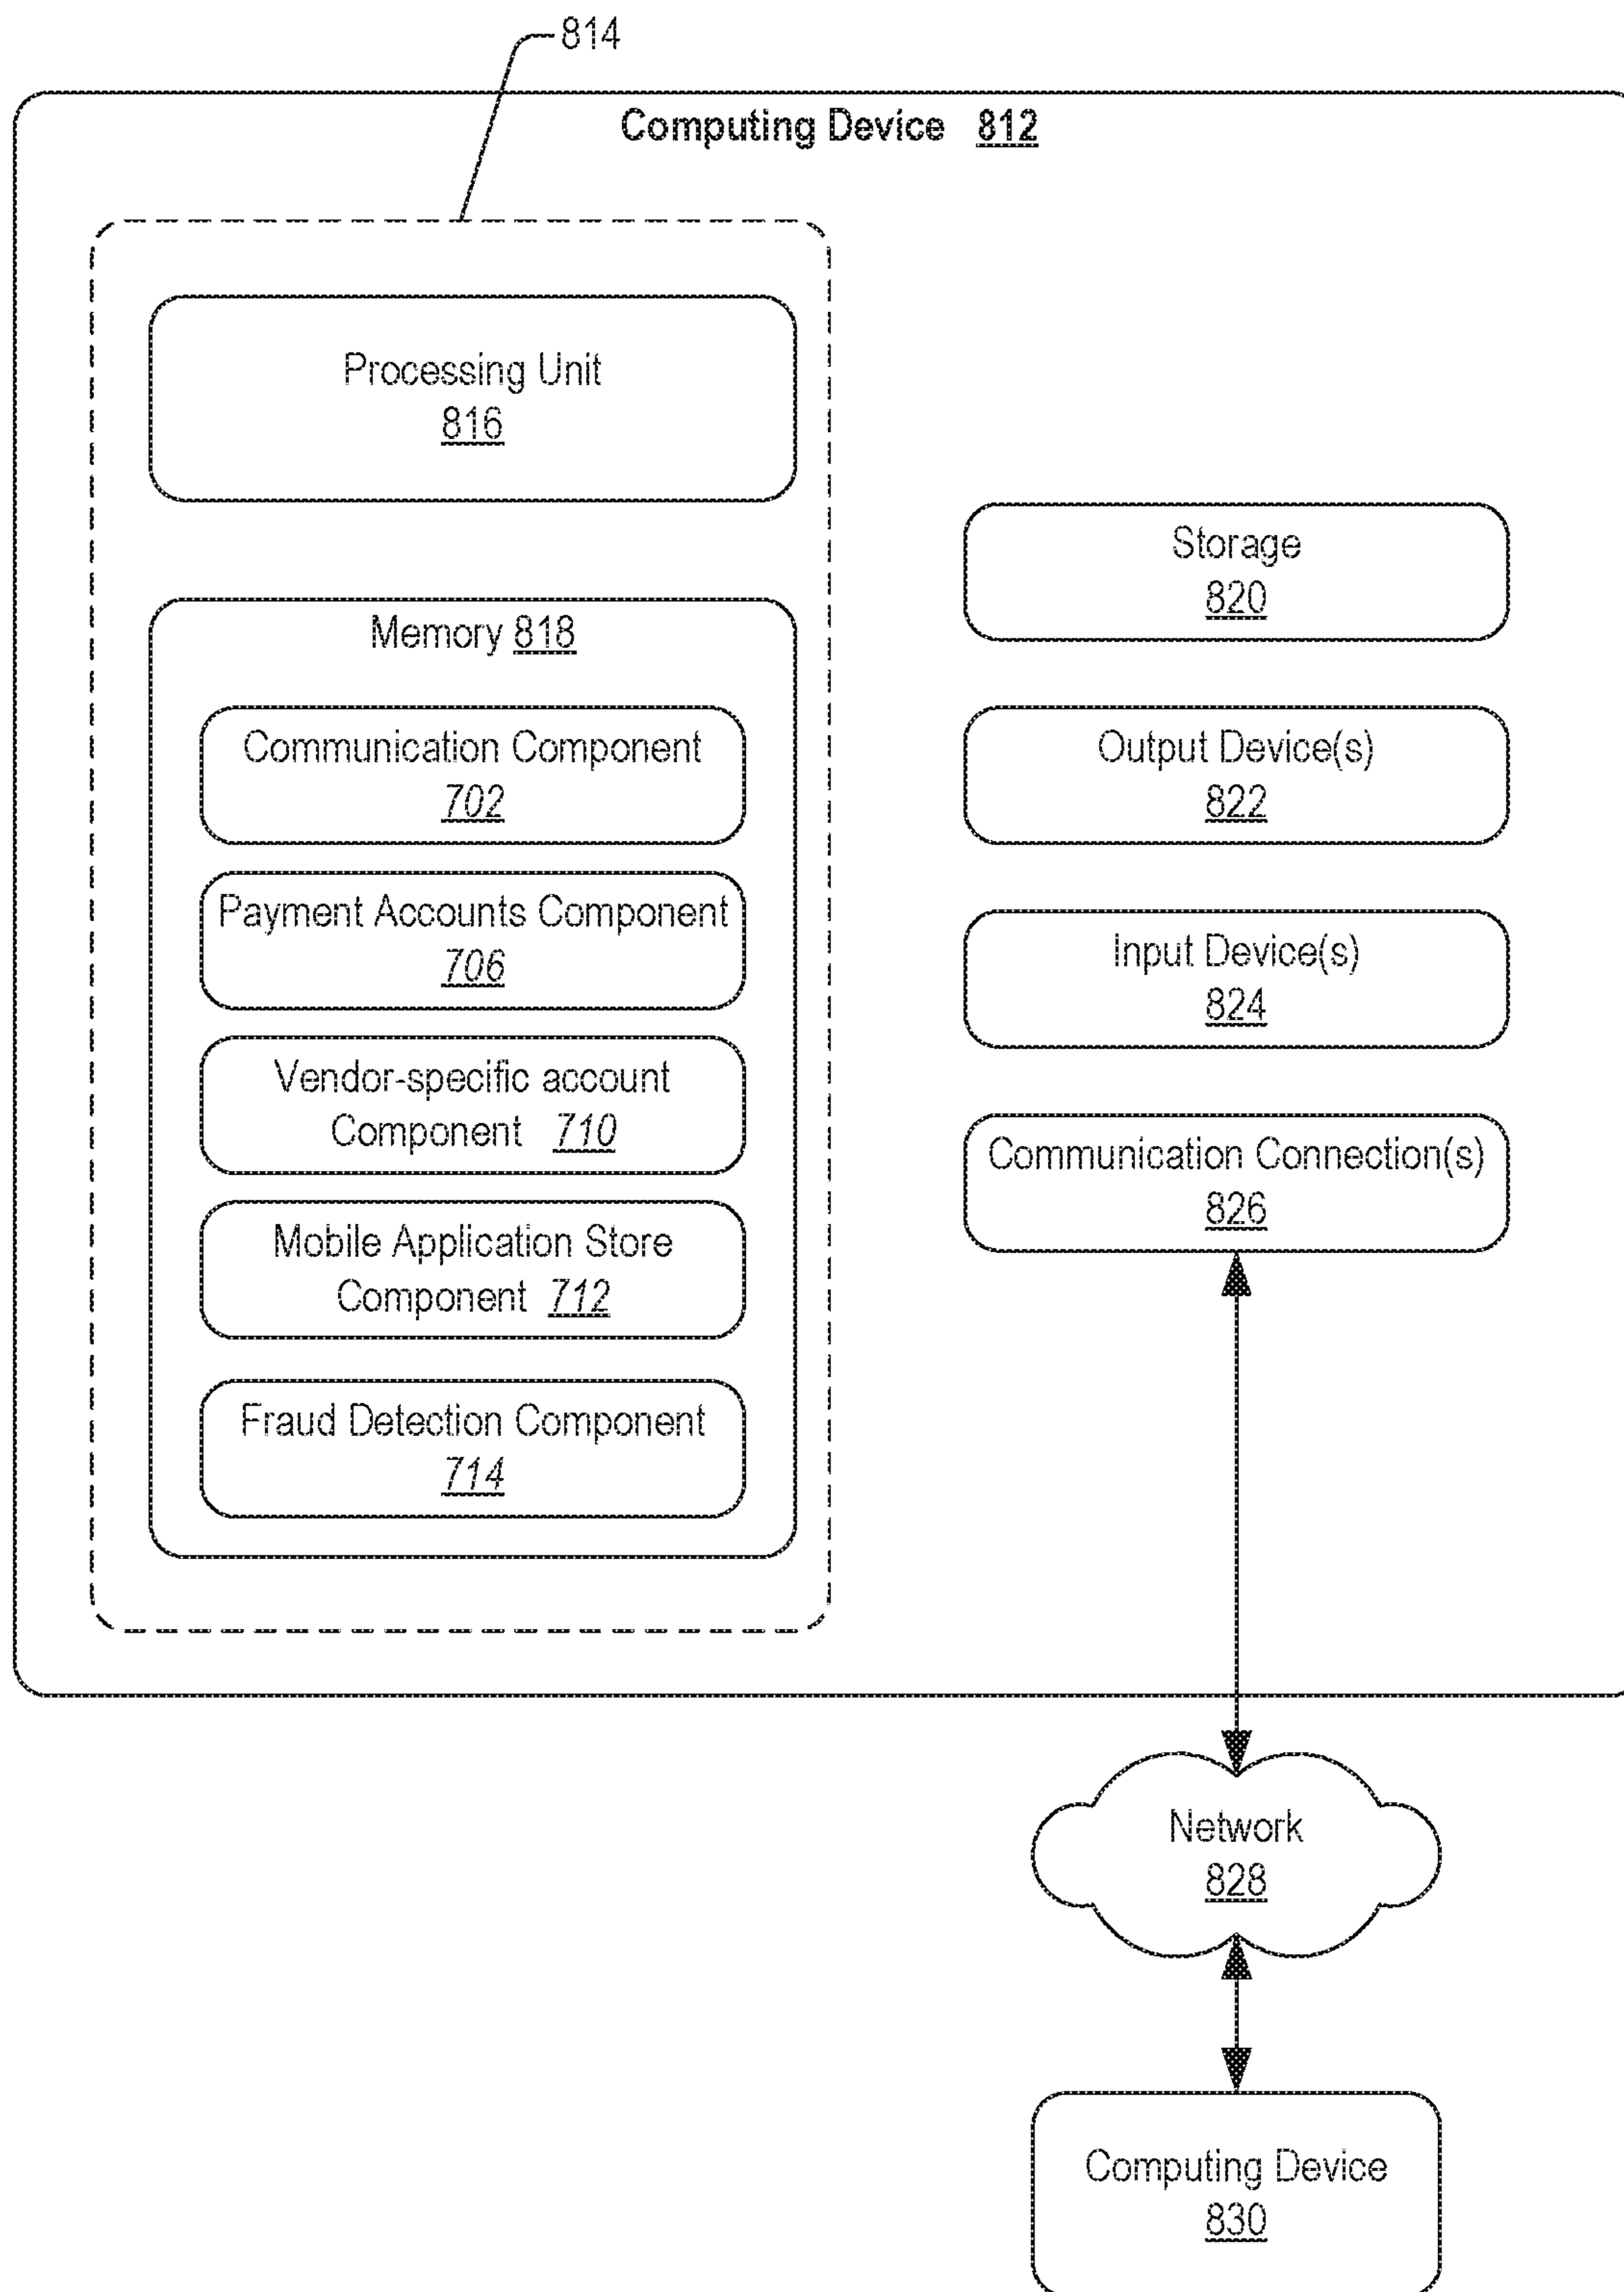 814
Computing Device 812
Processing Unit
816
Memory 818
Communication Component
702
Payment Accounts Component
706
Vendor-specific account
Component 710
Mobile Application Store
Component 712
Fraud Detection Component
714
Storage
820
Output Device(s)
822
Input Device(s)
824
Communication Connection(s)
826
Network
828
Computing Device
830